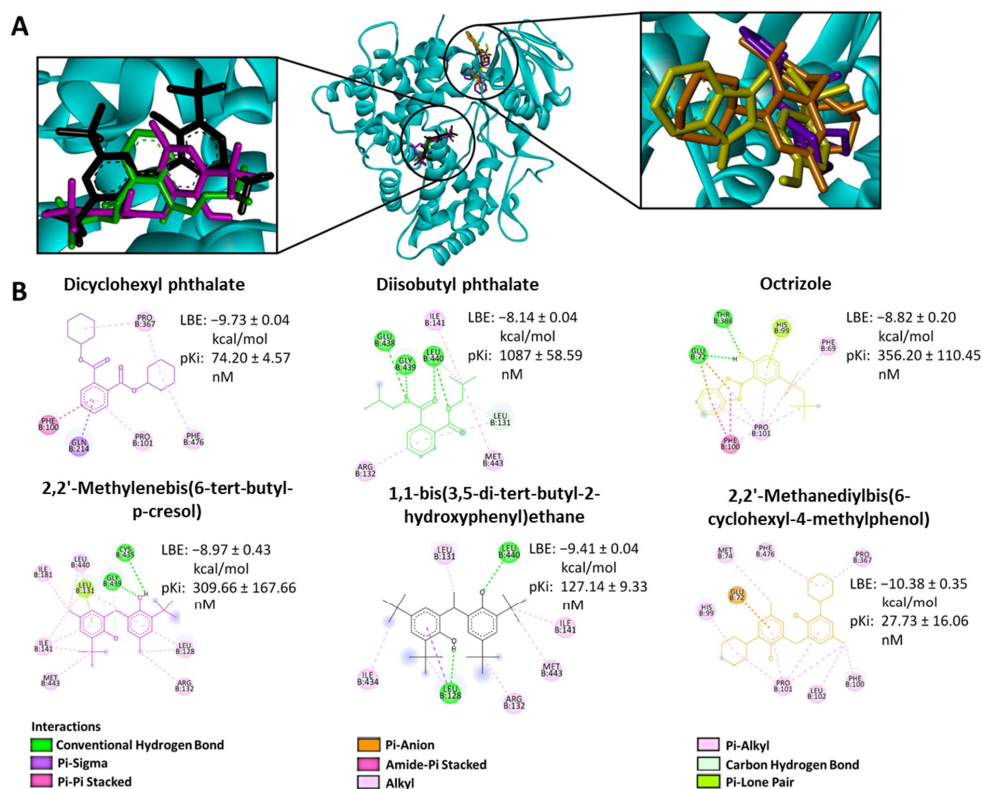 A
B
Dicyclohexyl phthalate
PRO
B:367
PHE
B:100
GLN
B:214
PRO
B:101
PHE
B:476
LBE: −9.73 ± 0.04
kcal/mol
pKi: 74.20 ± 4.57
nM
Diisobutyl phthalate
ILE
B:141
GLU
B:438
GLY
B:439
LEU
B:440
LEU
B:131
ARG
B:132
MET
B:443
LBE: −8.14 ± 0.04
kcal/mol
pKi: 1087 ± 58.59
nM
Octrizole
THR
B:386
HIS
B:99
GLU
B:72
PHE
B:69
PHE
B:100
PRO
B:101
LBE: −8.82 ± 0.20
kcal/mol
pKi: 356.20 ± 110.45
nM
2,2'-Methylenebis(6-tert-butyl-
p-cresol)
CYS
B:435
LEU
B:440
GLY
B:439
ILE
B:181
LEU
B:131
H
ILE
B:141
LEU
B:128
MET
B:443
ARG
B:132
LBE: −8.97 ± 0.43
kcal/mol
pKi: 309.66 ± 167.66
nM
1,1-bis(3,5-di-tert-butyl-2-
hydroxyphenyl)ethane
LEU
B:131
LEU
B:440
H
ILE
B:141
MET
B:443
ILE
B:434
LEU
B:128
ARG
B:132
LBE: −9.41 ± 0.04
kcal/mol
pKi: 127.14 ± 9.33
nM
2,2'-Methanediylbis(6-
cyclohexyl-4-methylphenol)
MET
B:74
PHE
B:476
PRO
B:367
GLU
B:72
HIS
B:99
PRO
B:101
LEU
B:102
PHE
B:100
LBE: −10.38 ± 0.35
kcal/mol
pKi: 27.73 ± 16.06
nM
Interactions
Conventional Hydrogen Bond
Pi-Sigma
Pi-Pi Stacked
Pi-Anion
Amide-Pi Stacked
Alkyl
Pi-Alkyl
Carbon Hydrogen Bond
Pi-Lone Pair